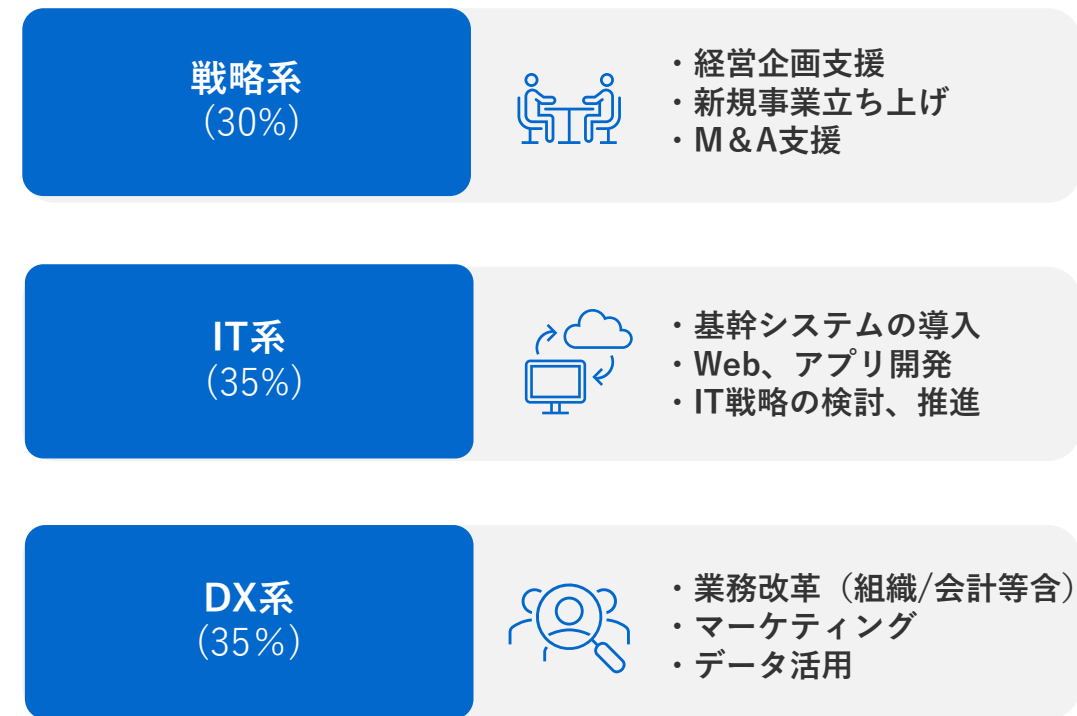 戦略系
(30%)
・経営企画支援
・新規事業立ち上げ
・M＆A支援
IT系
(35%)
・基幹システムの導入
・Web、アプリ開発
・IT戦略の検討、推進
DX系
(35％)
・業務改革（組織/会計等含）
・マーケティング
・データ活用